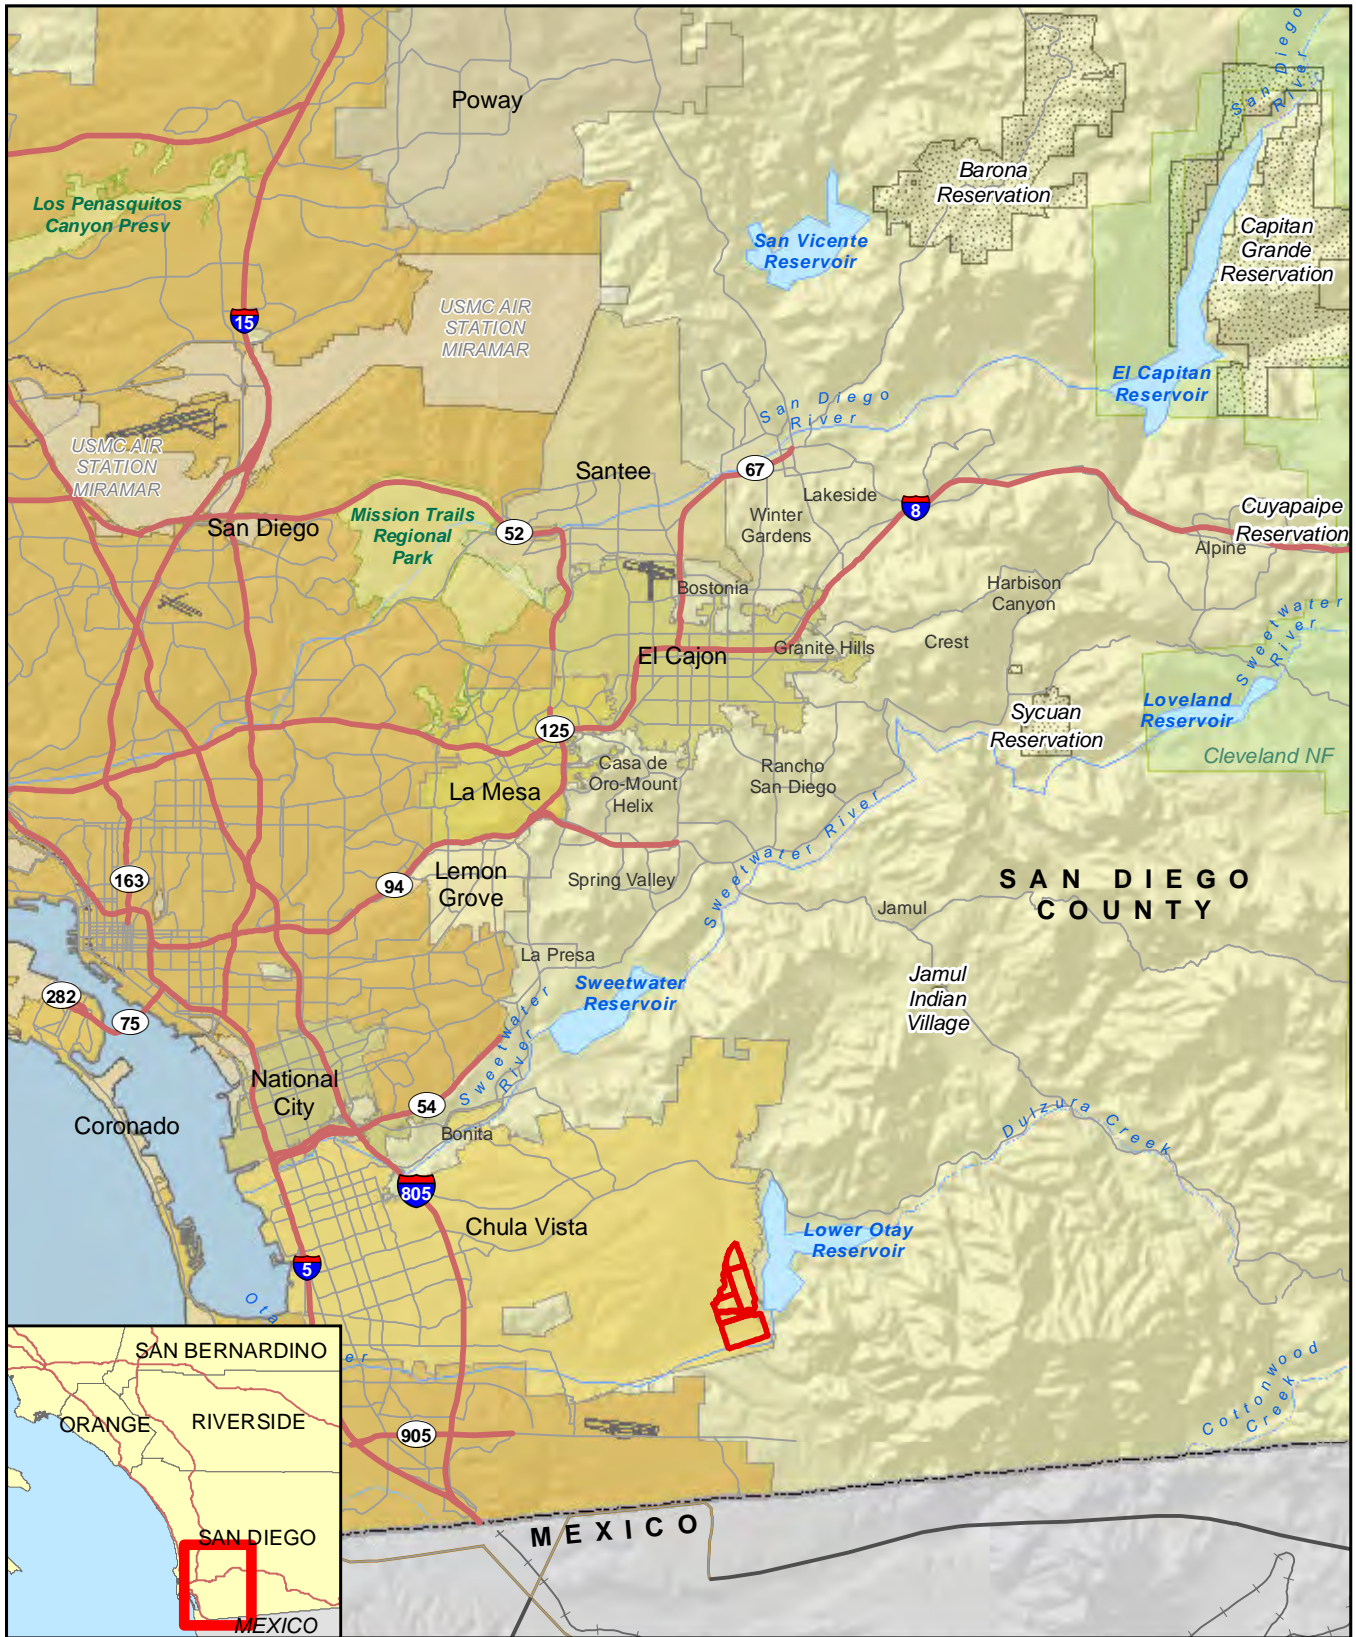 Poway
Los Penasquitos
Canyon Presv
Barona
Reservation
San Diego
River
San Vicente
Reservoir
Capitan
Grande
Reservation
15
USMC AIR
STATION
MIRAMAR
El Capitan
Reservoir
San Diego
River
USMC AIR
STATION
MIRAMAR
Santee
67
Lakeside
8
Winter
Gardens
Cuyapaipe
Reservation
Alpine
San Diego
Mission Trails
Regional
Park
52
Bostonia
Harbison
Canyon
El Cajon
Granite Hills
Crest
Sweetwater
River
Loveland
Reservoir
Sycuan
Reservation
Cleveland NF
125
Casa de
Oro-Mount
Helix
Rancho
San Diego
La Mesa
Sweetwater River
163
94
Lemon
Grove
Spring Valley
SAN DIEGO
COUNTY
Jamul
La Presa
Sweetwater
Reservoir
Jamul
Indian
Village
282
75
Sweetwater
River
National
City
54
Coronado
Bonita
Dulzura Creek
805
Chula Vista
Lower Otay
Reservoir
5
Ota
er
905
Cottonwood
Creek
MEXICO
SAN BERNARDINO
ORANGE
RIVERSIDE
SAN DIEGO
MEXICO